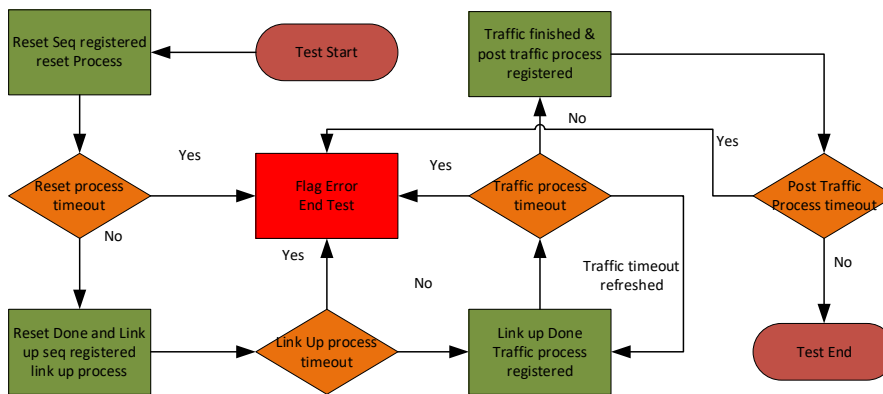 Reset Seq registered
reset Process
Test Start
Traffic finished &
post traffic process
registered
No
Yes
Yes
Yes
Reset process
timeout
Flag Error
End Test
Traffic process
timeout
Post Traffic
Process timeout
No
Yes
No
No
Traffic timeout
refreshed
Reset Done and Link
up seq registered
link up process
Link Up process
timeout
Link up Done
Traffic process
registered
Test End